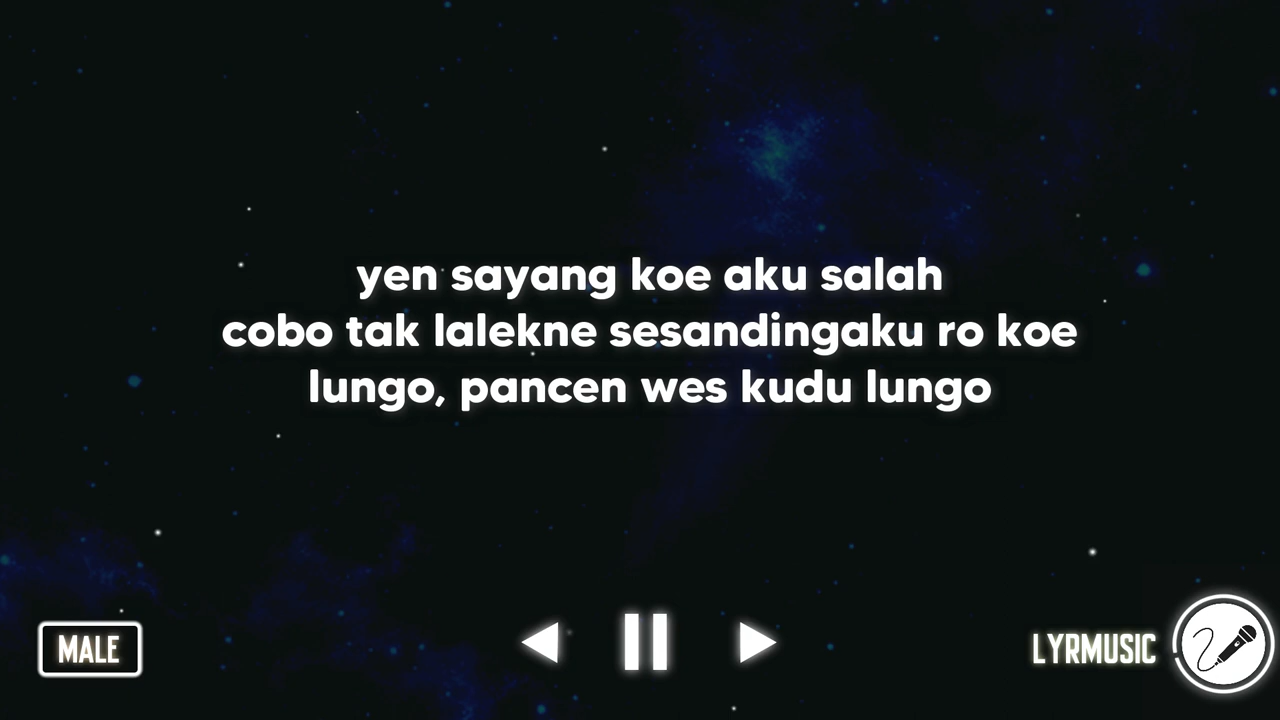 yen sayang koe aku salah
cobo tak lalekne sesandingaku ro koe
lungo, pancen wes kudu lungo
MALE
LYRMUSIC